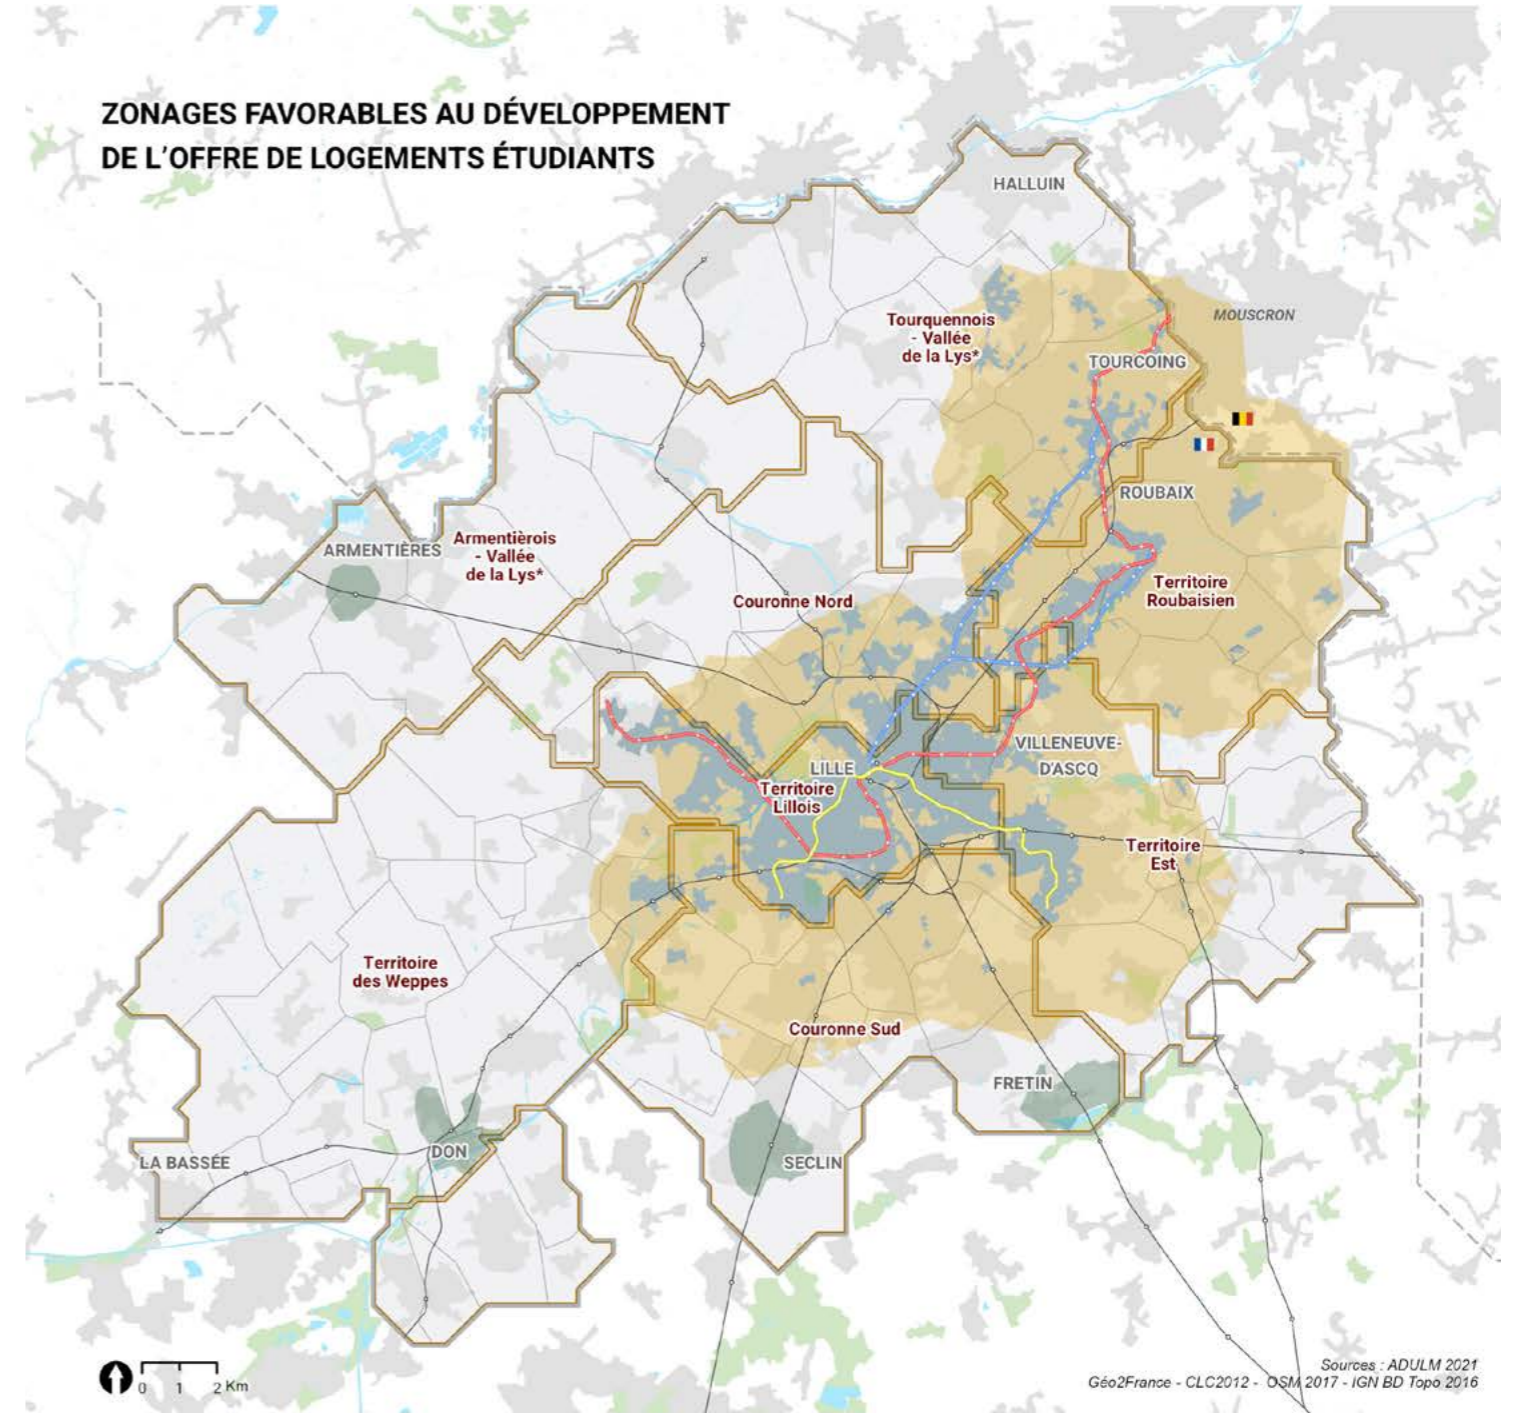 ZONAGES FAVORABLES AU DÉVELOPPEMENT
DE L'OFFRE DE LOGEMENTS ÉTUDIANTS
HALLUIN
MOUSCRON
Tourquennois
- Vallée
de la Lys*
TOURCOING
ROUBAIX
ARMENTIÈRES
Armentièrois
- Vallée
de la Lys*
Couronne Nord
Territoire
Roubaisien
VILLENEUVE-
D'ASCQ
LILLE
Territoire
Lillois
Territoire
Est
Territoire
des Weppes
Couronne Sud
FRETIN
DON
LA BASSÉE
SECLIN
0 1 2 Km
Sources : ADULM 2021
Géo2France - CLC2012 - OSM 2017 - IGN BD Topo 2016